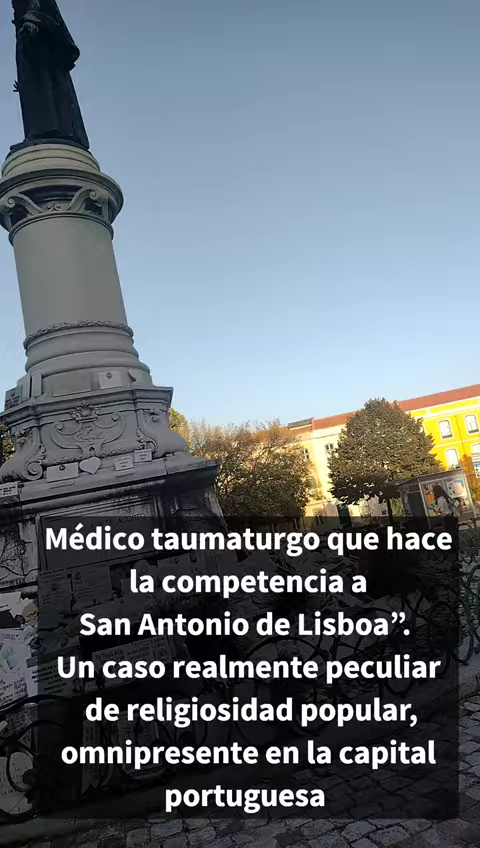 Médico taumaturgo que hace
la competencia a
San Antonio de Lisboa”.
Un caso realmente peculiar
de religiosidad popular,
omnipresente en la capital
portuguesa